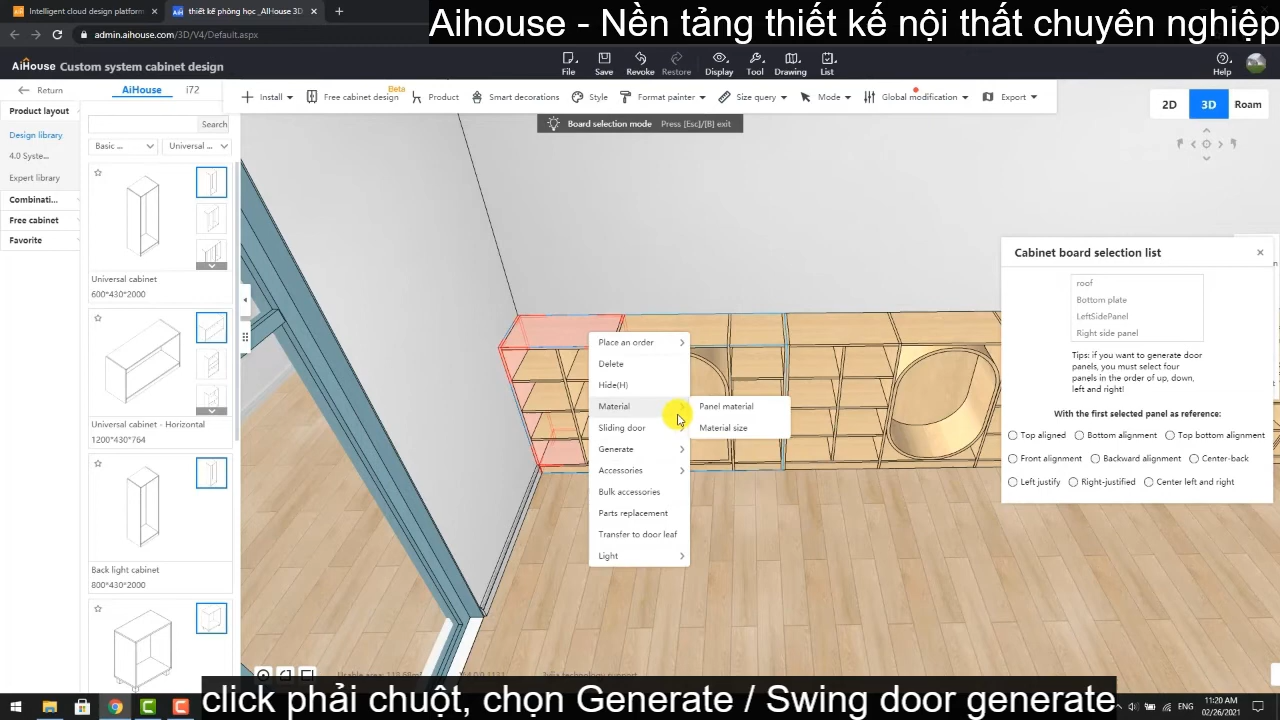 Intelligent cloud design platform
thiết kế phòng học _AiHouse 3D
Aihouse - Nền tảng thiết kế nội thất chuyên nghiệp
admin.aihouse.com/3D/V4/Default.aspx
AiHouse Custom system cabinet design
File Save Revoke Restore Display Tool Drawing List Help
Return AiHouse i72
Install Free cabinet design Beta Product Smart decorations Style Format painter Size query Mode Global modification Export
2D 3D Roam
Board selection mode Press [Esc]/[B] exit
Product layout
Design library
4.0 Syste...
Expert library
Combinati...
Free cabinet
Favorite
Search
Basic ... Universal ...
Universal cabinet
600*430*2000
Universal cabinet - Horizontal
1200*430*764
Back light cabinet
800*430*2000
Place an order
Delete
Hide(H)
Material
Sliding door
Generate
Accessories
Bulk accessories
Parts replacement
Transfer to door leaf
Light
Panel material
Material size
Cabinet board selection list
roof
Bottom plate
LeftSidePanel
Right side panel
Tips: if you want to generate door
panels, you must select four
panels in the order of up, down,
left and right!
With the first selected panel as reference:
Top aligned Bottom alignment Top bottom alignment
Front alignment Backward alignment Center-back
Left justify Right-justified Center left and right
click phải chuột, chọn Generate / Swing door generate
ENG
11:20 AM
02/26/2021